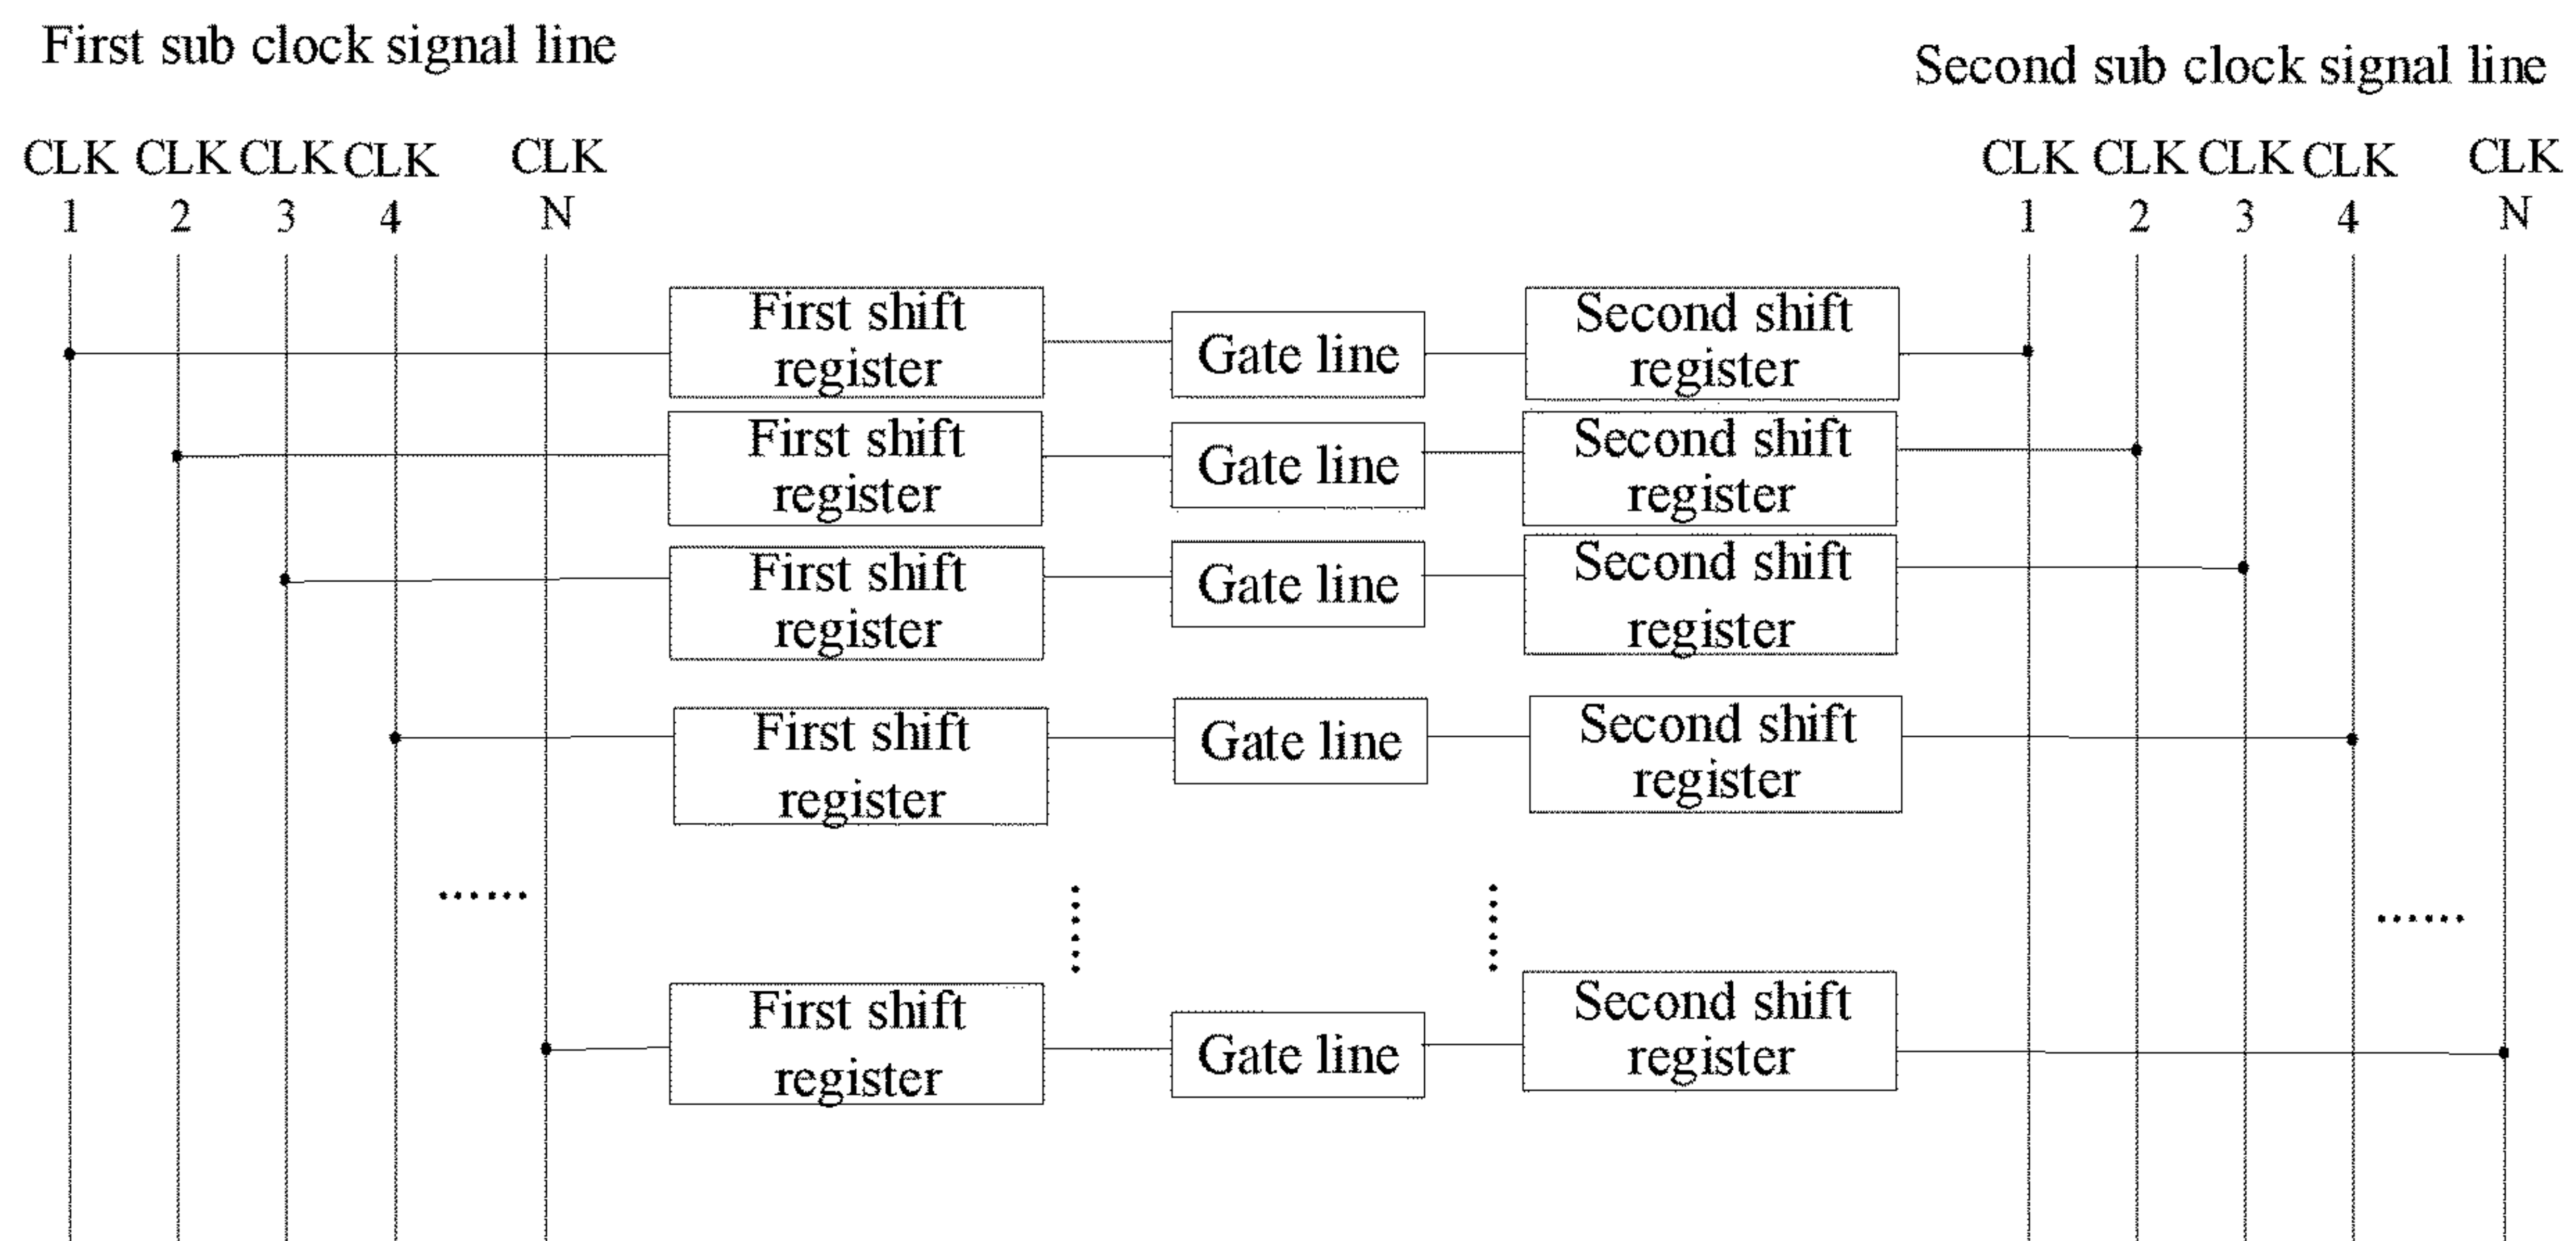 First sub clock signal line
Second sub clock signal line
CLK CLK CLK CLK CLK
1 2 3 4 N
CLK CLK CLK CLK CLK
1 2 3 4 N
First shift
register
Gate line
Second shift
register
First shift
register
Gate line
Second shift
register
First shift
register
Gate line
Second shift
register
First shift
register
Gate line
Second shift
register
First shift
register
Gate line
Second shift
register